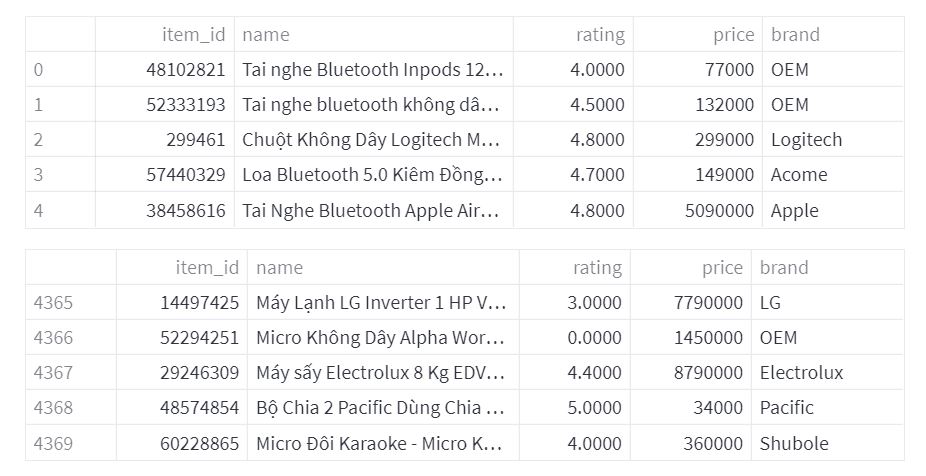 item_id name rating price brand
0 48102821 Tai nghe Bluetooth Inpods 12... 4.0000 77000 OEM
1 52333193 Tai nghe bluetooth không dâ... 4.5000 132000 OEM
2 299461 Chuột Không Dây Logitech M... 4.8000 299000 Logitech
3 57440329 Loa Bluetooth 5.0 Kiêm Đồng... 4.7000 149000 Acome
4 38458616 Tai Nghe Bluetooth Apple Air... 4.8000 5090000 Apple
item_id name rating price brand
4365 14497425 Máy Lạnh LG Inverter 1 HP V... 3.0000 7790000 LG
4366 52294251 Micro Không Dây Alpha Wor... 0.0000 1450000 OEM
4367 29246309 Máy sấy Electrolux 8 Kg EDV... 4.4000 8790000 Electrolux
4368 48574854 Bộ Chia 2 Pacific Dùng Chia ... 5.0000 34000 Pacific
4369 60228865 Micro Đôi Karaoke - Micro K... 4.0000 360000 Shubole